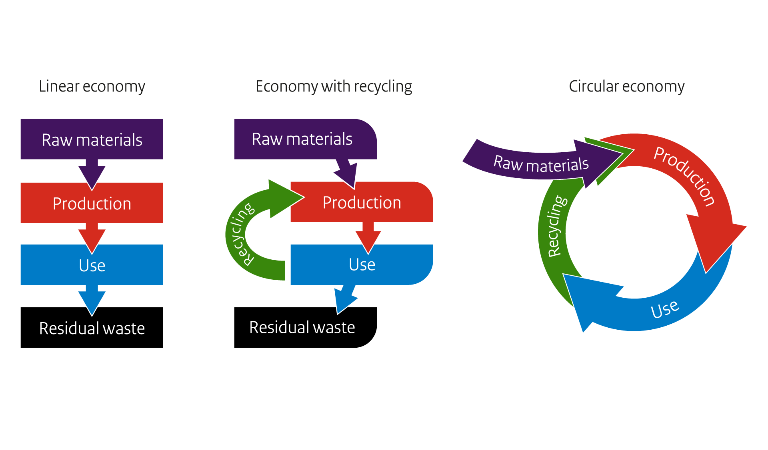 Linear economy
Raw materials
Production
Use
Residual waste
Economy with recycling
Raw materials
Production
Recycling
Use
Residual waste
Circular economy
Raw materials
Production
Recycling
Use